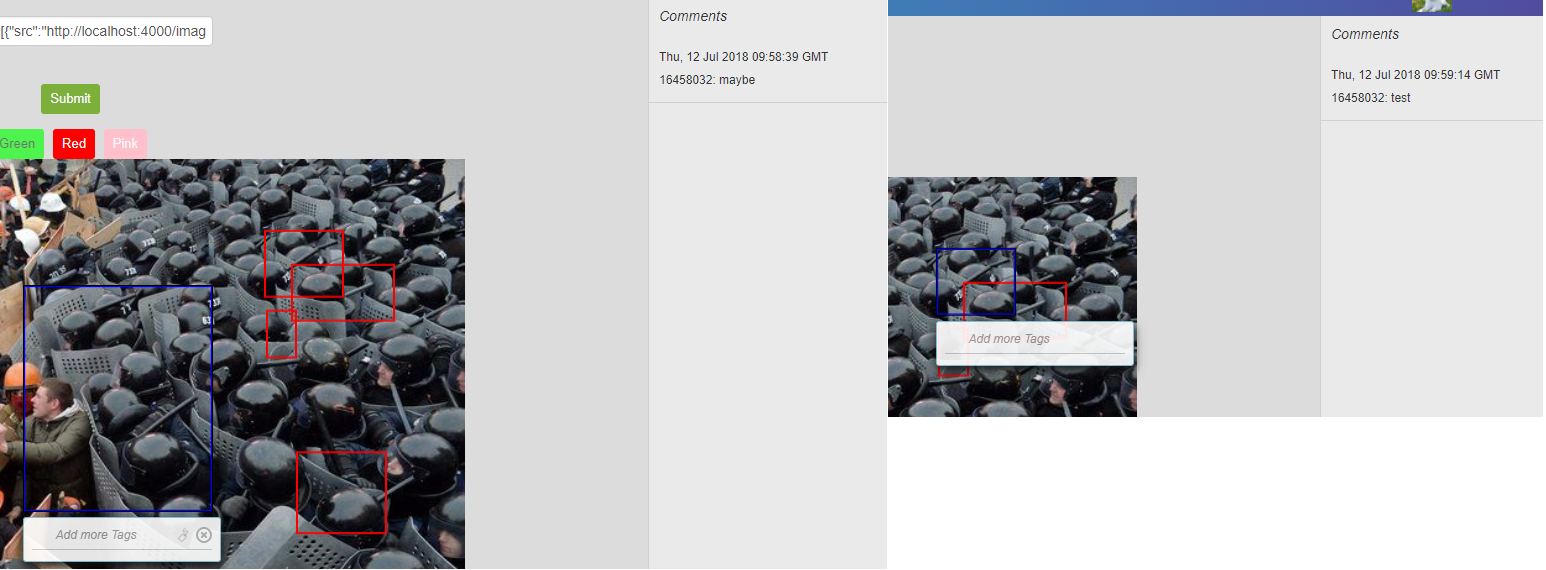 [{"src":"http://localhost:4000/imag
Submit
Green
Red
Pink
Add more Tags
Comments
Thu, 12 Jul 2018 09:58:39 GMT
16458032: maybe
Comments
Thu, 12 Jul 2018 09:59:14 GMT
16458032: test
Add more Tags